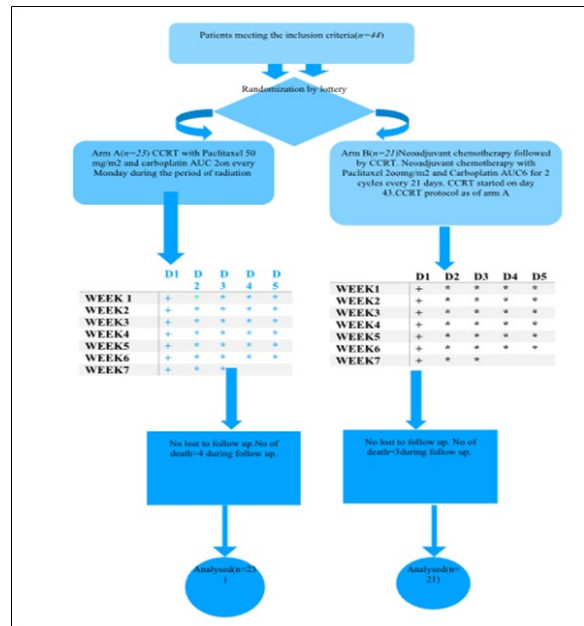 Patients meeting the inclusion criteria(n=44)
Randomization by lottery
Arm A(n=23) CCRT with Paclitaxel 50
mg/m2 and carboplatin AUC 2on every
Monday during the period of radiation
Arm B(n=21)Neoadjuvant chemotherapy followed
by CCRT. Neoadjuvant chemotherapy with
Paclitaxel 2oomg/m2 and Carboplatin AUC6 for 2
cycles every 21 days. CCRT started on day
43.CCRT protocol as of arm A
D1 D D D D
2 3 4 5
WEEK 1 + * * * *
WEEK2 + * * * *
WEEK3 + * * * *
WEEK4 + * * * *
WEEK5 + * * * *
WEEK6 + * * * *
WEEK7 + * *
D1 D2 D3 D4 D5
WEEK1 + * * * *
WEEK2 + * * * *
WEEK3 + * * * *
WEEK4 + * * * *
WEEK5 + * * * *
WEEK6 + * * * *
WEEK7 + * *
No lost to follow up.No of
death=4 during follow up.
No lost to follow up. No of
death=3during follow up.
Analysed(n=23
)
Analysed(n=
21)